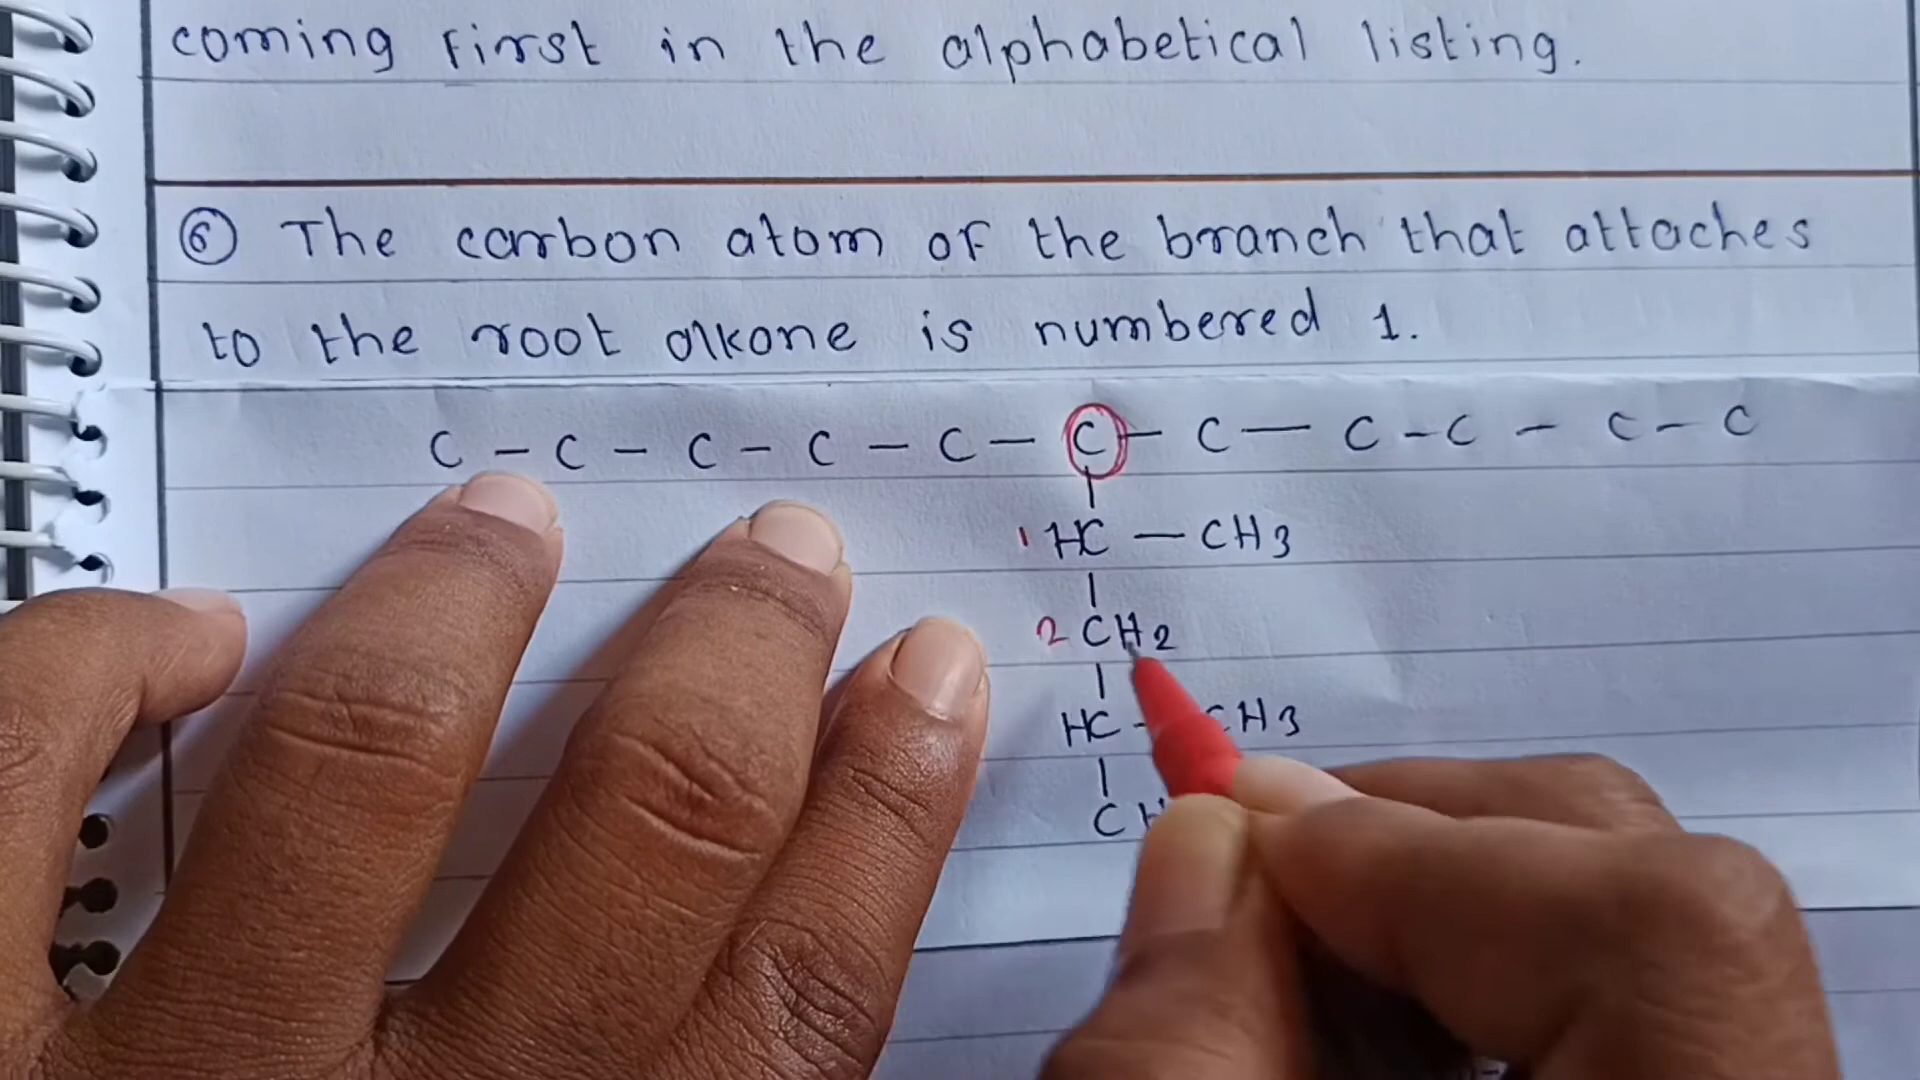 coming first in the alphabetical listing.
⑥ The carbon atom of the branch that attaches
to the root alkane is numbered 1.
C - C - C - C - C - C - C - C - C - C - C
|
1 HC - CH3
|
2 CH2
|
HC - CH3
|
CH